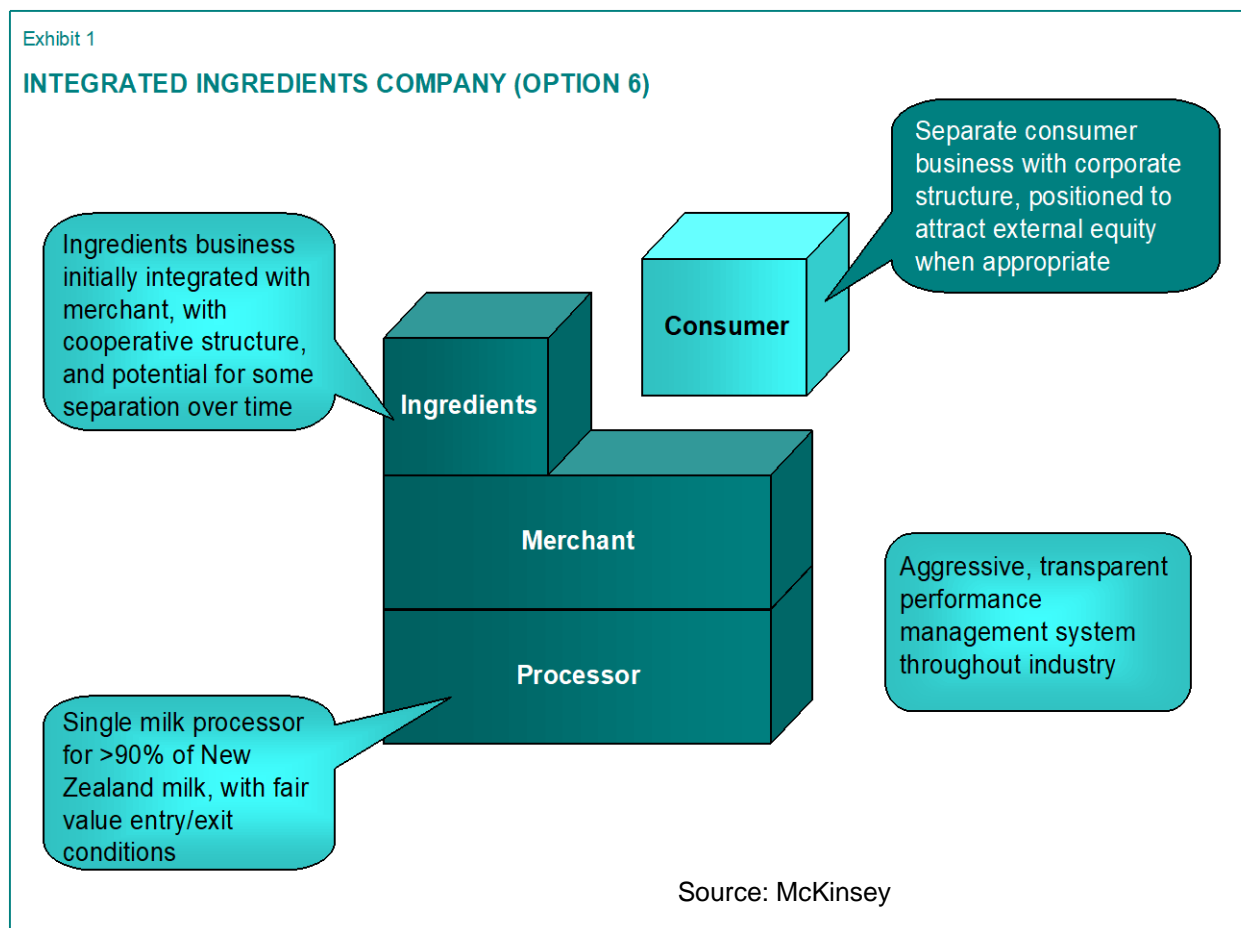 Exhibit 1
INTEGRATED INGREDIENTS COMPANY (OPTION 6)
Separate consumer
business with corporate
structure, positioned to
attract external equity
when appropriate
Ingredients business
initially integrated with
merchant, with
cooperative structure,
and potential for some
separation over time
Consumer
Ingredients
Merchant
Aggressive, transparent
performance
management system
throughout industry
Processor
Single milk processor
for >90% of New
Zealand milk, with fair
value entry/exit
conditions
Source: McKinsey